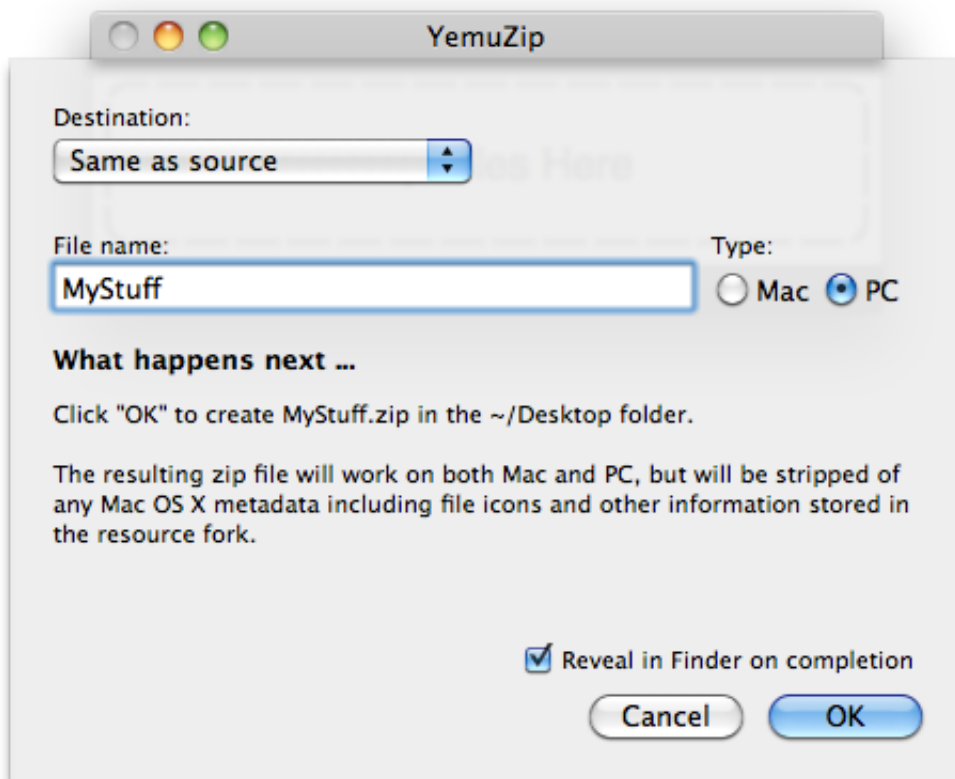 YemuZip
Destination:
Same as source
Here
File name:
Type:
MyStuff
Mac
PC
What happens next ...
Click "OK" to create MyStuff.zip in the ~/Desktop folder.
The resulting zip file will work on both Mac and PC, but will be stripped of
any Mac OS X metadata including file icons and other information stored in
the resource fork.
Reveal in Finder on completion
Cancel
OK